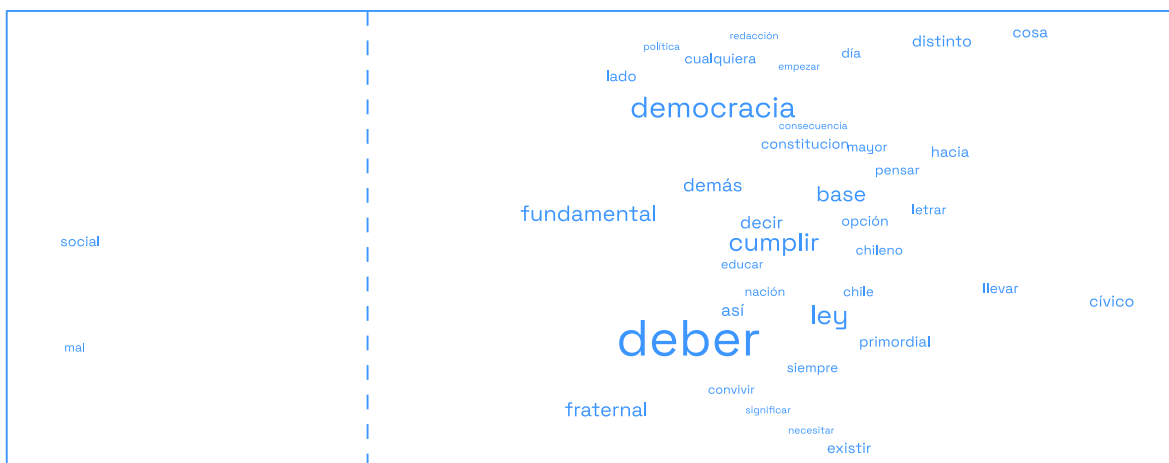 redacción
cosa
política
distinto
día
cualquiera
empezar
lado
democracia
consecuencia
constitucion
mayor
hacia
pensar
demás
base
fundamental
letrar
decir
opción
social
cumplir
chileno
educar
llevar
nación
chile
cívico
así
ley
deber
primordial
mal
siempre
convivir
fraternal
significar
necesitar
existir